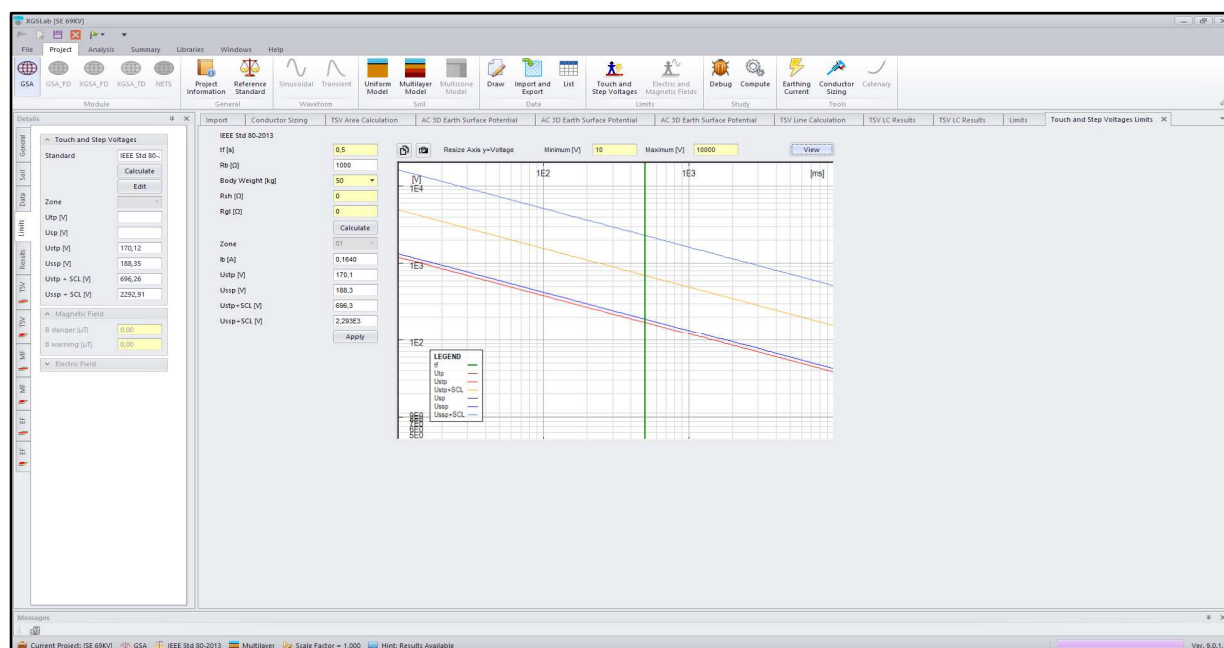 XGSLab [SE 69KV]
File Project Analysis Summary Libraries Windows Help
GSA GSA_FD XGSA_FD XGSA_TD NETS Project Information Reference Standard Sinusoidal Transient Uniform Model Multilayer Model Multizone Model Draw Import and Export List Touch and Step Voltages Electric and Magnetic Fields Debug Compute Earthing Current Conductor Sizing Catenary
Module General Waveform Soil Data Limits Study Tools
Details
Import Conductor Sizing TSV Area Calculation AC 3D Earth Surface Potential AC 3D Earth Surface Potential AC 3D Earth Surface Potential TSV Line Calculation TSV LC Results TSV LC Results Limits Touch and Step Voltages Limits
General
Soil
Data
Limits
Results
TSV
TSV
MF
MF
EF
EF
Touch and Step Voltages
Standard IEEE Std 80-
Calculate
Edit
Zone
Utp [V]
Usp [V]
Ustp [V] 170,12
Ussp [V] 188,35
Ustp + SCL [V] 696,26
Ussp + SCL [V] 2292,91
Magnetic Field
B danger [µT] 0,00
B warning [µT] 0,00
Electric Field
IEEE Std 80-2013
tf [s] 0,5
Rb [Ω] 1000
Body Weight [kg] 50
Rsh [Ω] 0
Rgl [Ω] 0
Calculate
Zone 01
Ib [A] 0,1640
Ustp [V] 170,1
Ussp [V] 188,3
Ustp+SCL [V] 696,3
Ussp+SCL [V] 2,293E3
Apply
Resize Axis y=Voltage Minimum [V] 10 Maximum [V] 10000 View
[V] 1E2 1E3 [ms]
1E4
1E3
1E2
LEGEND
tf
Utp
Ustp
Ustp+SCL
Usp
Ussp
Ussp+SCL
5E0
Messages
Current Project: [SE 69KV] GSA IEEE Std 80-2013 Multilayer Scale Factor = 1.000 Hint: Results Available Ver. 9.0.1